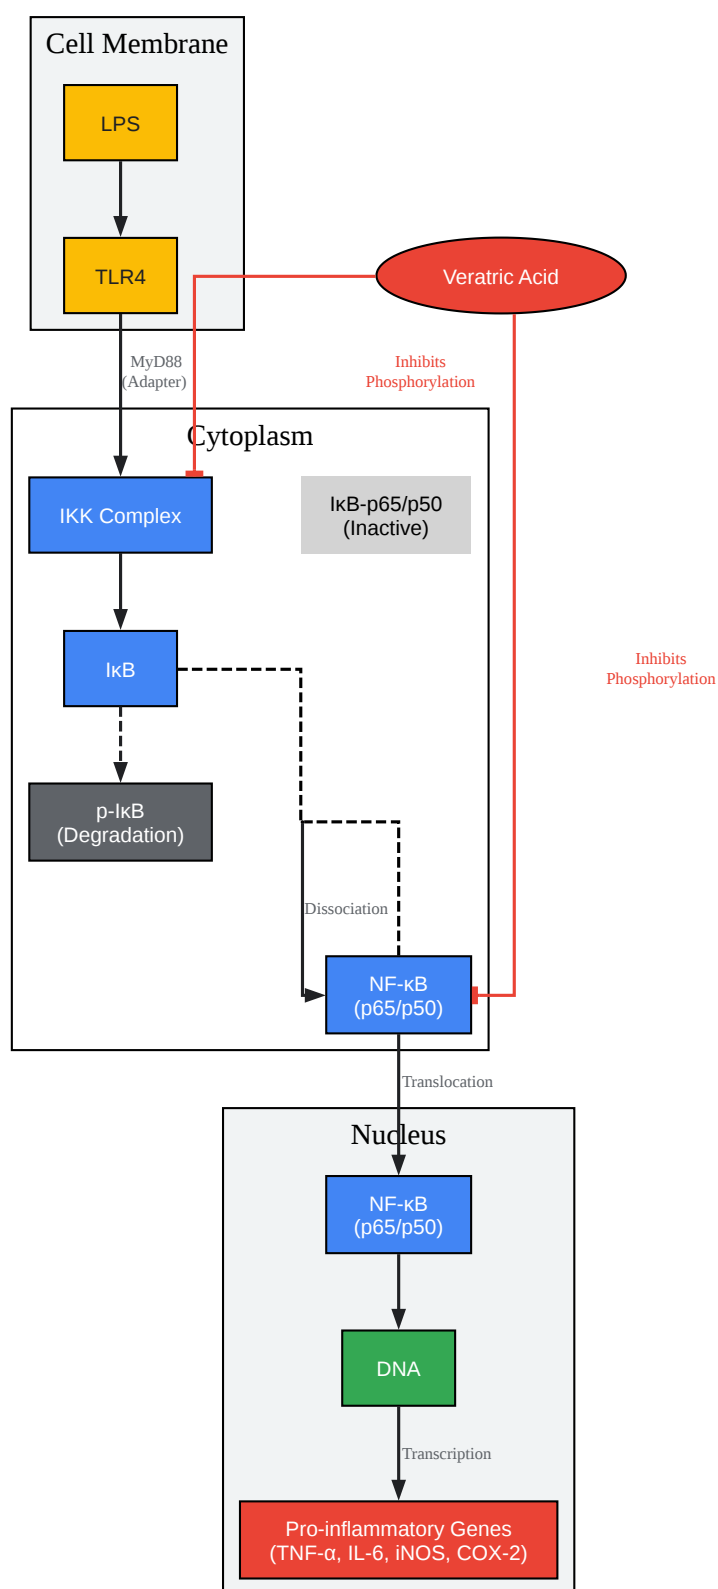 Cell Membrane
LPS
TLR4
Veratric Acid
MyD88
(Adapter)
Inhibits
Phosphorylation
Cytoplasm
IKK Complex
IκB-p65/p50
(Inactive)
IκB
Inhibits
Phosphorylation
p-IκB
(Degradation)
Dissociation
NF-κB
(p65/p50)
Translocation
Nucleus
NF-κB
(p65/p50)
DNA
Transcription
Pro-inflammatory Genes
(TNF-α, IL-6, iNOS, COX-2)